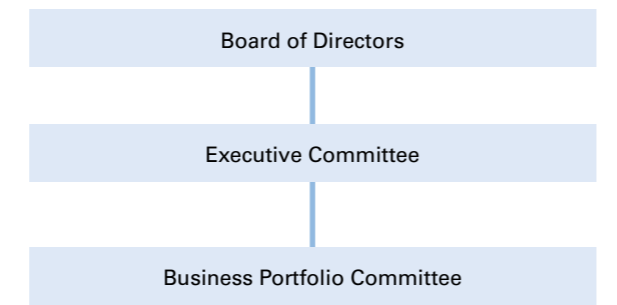 Board of Directors
Executive Committee
Business Portfolio Committee